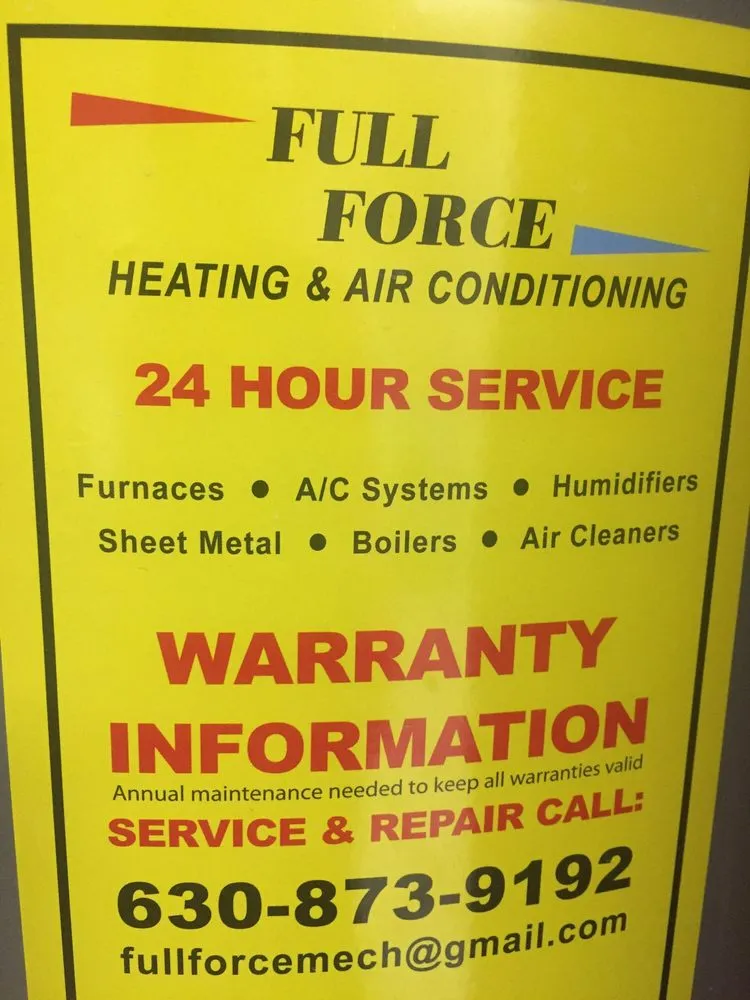 FULL
FORCE
HEATING & AIR CONDITIONING
24 HOUR SERVICE
Furnaces • A/C Systems • Humidifiers
Sheet Metal • Boilers • Air Cleaners
WARRANTY
INFORMATION
Annual maintenance needed to keep all warranties valid
SERVICE & REPAIR CALL:
630-873-9192
fullforcemech@gmail.com